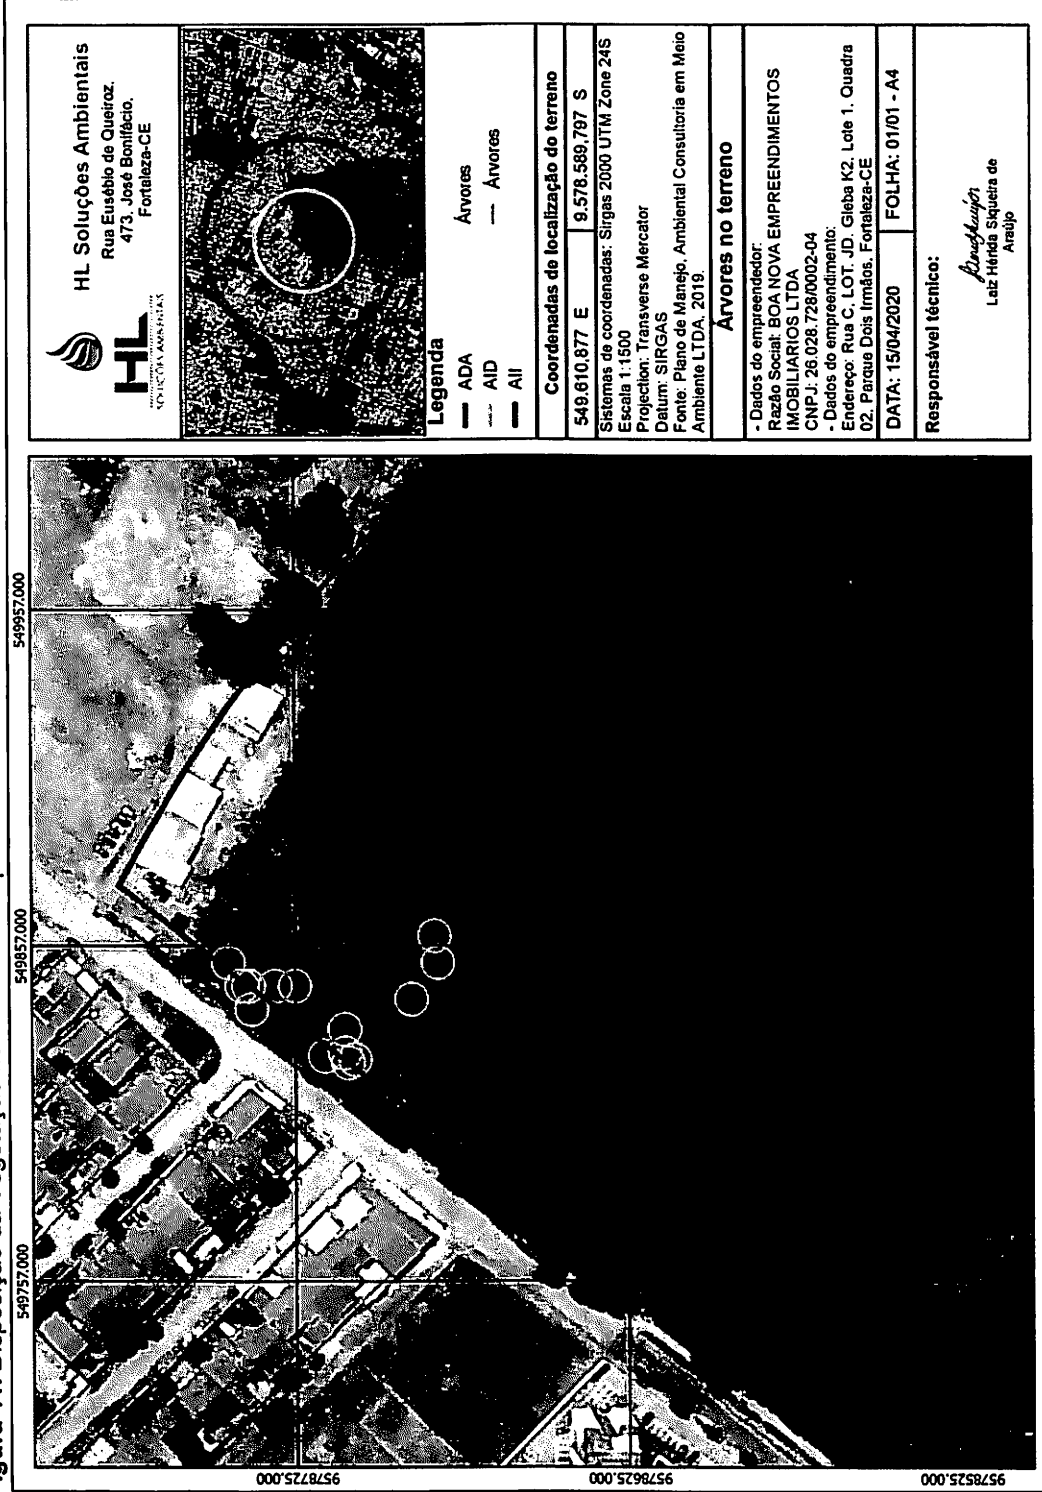 HL Soluções Ambientais
Rua Eusébio de Queiroz,
473, José Bonifácio,
Fortaleza-CE
HL
SOLUÇÕES AMBIENTAIS
Legenda
ADA
AID
AII
Árvores
Árvores
Coordenadas de localização do terreno
549.610,877 E
9.578.589,797 S
Sistemas de coordenadas: Sirgas 2000 UTM Zone 24S
Escala 1:1500
Projection: Transverse Mercator
Datum: SIRGAS
Fonte: Plano de Manejo, Ambiental Consultoria em Meio
Ambiente LTDA, 2019.
Árvores no terreno
- Dados do empreendedor:
Razão Social: BOA NOVA EMPREENDIMENTOS
IMOBILIARIOS LTDA
CNPJ: 26.028.728/0002-04
- Dados do empreendimento:
Endereço: Rua C, LOT. JD. Gleba K2, Lote 1, Quadra
02, Parque Dois Irmãos, Fortaleza-CE
DATA: 15/04/2020
FOLHA: 01/01 - A4
Responsável técnico:
Laiz Hérida Siqueira de
Araújo
549757.000
549857.000
549957.000
9578725.000
9578625.000
9578525.000